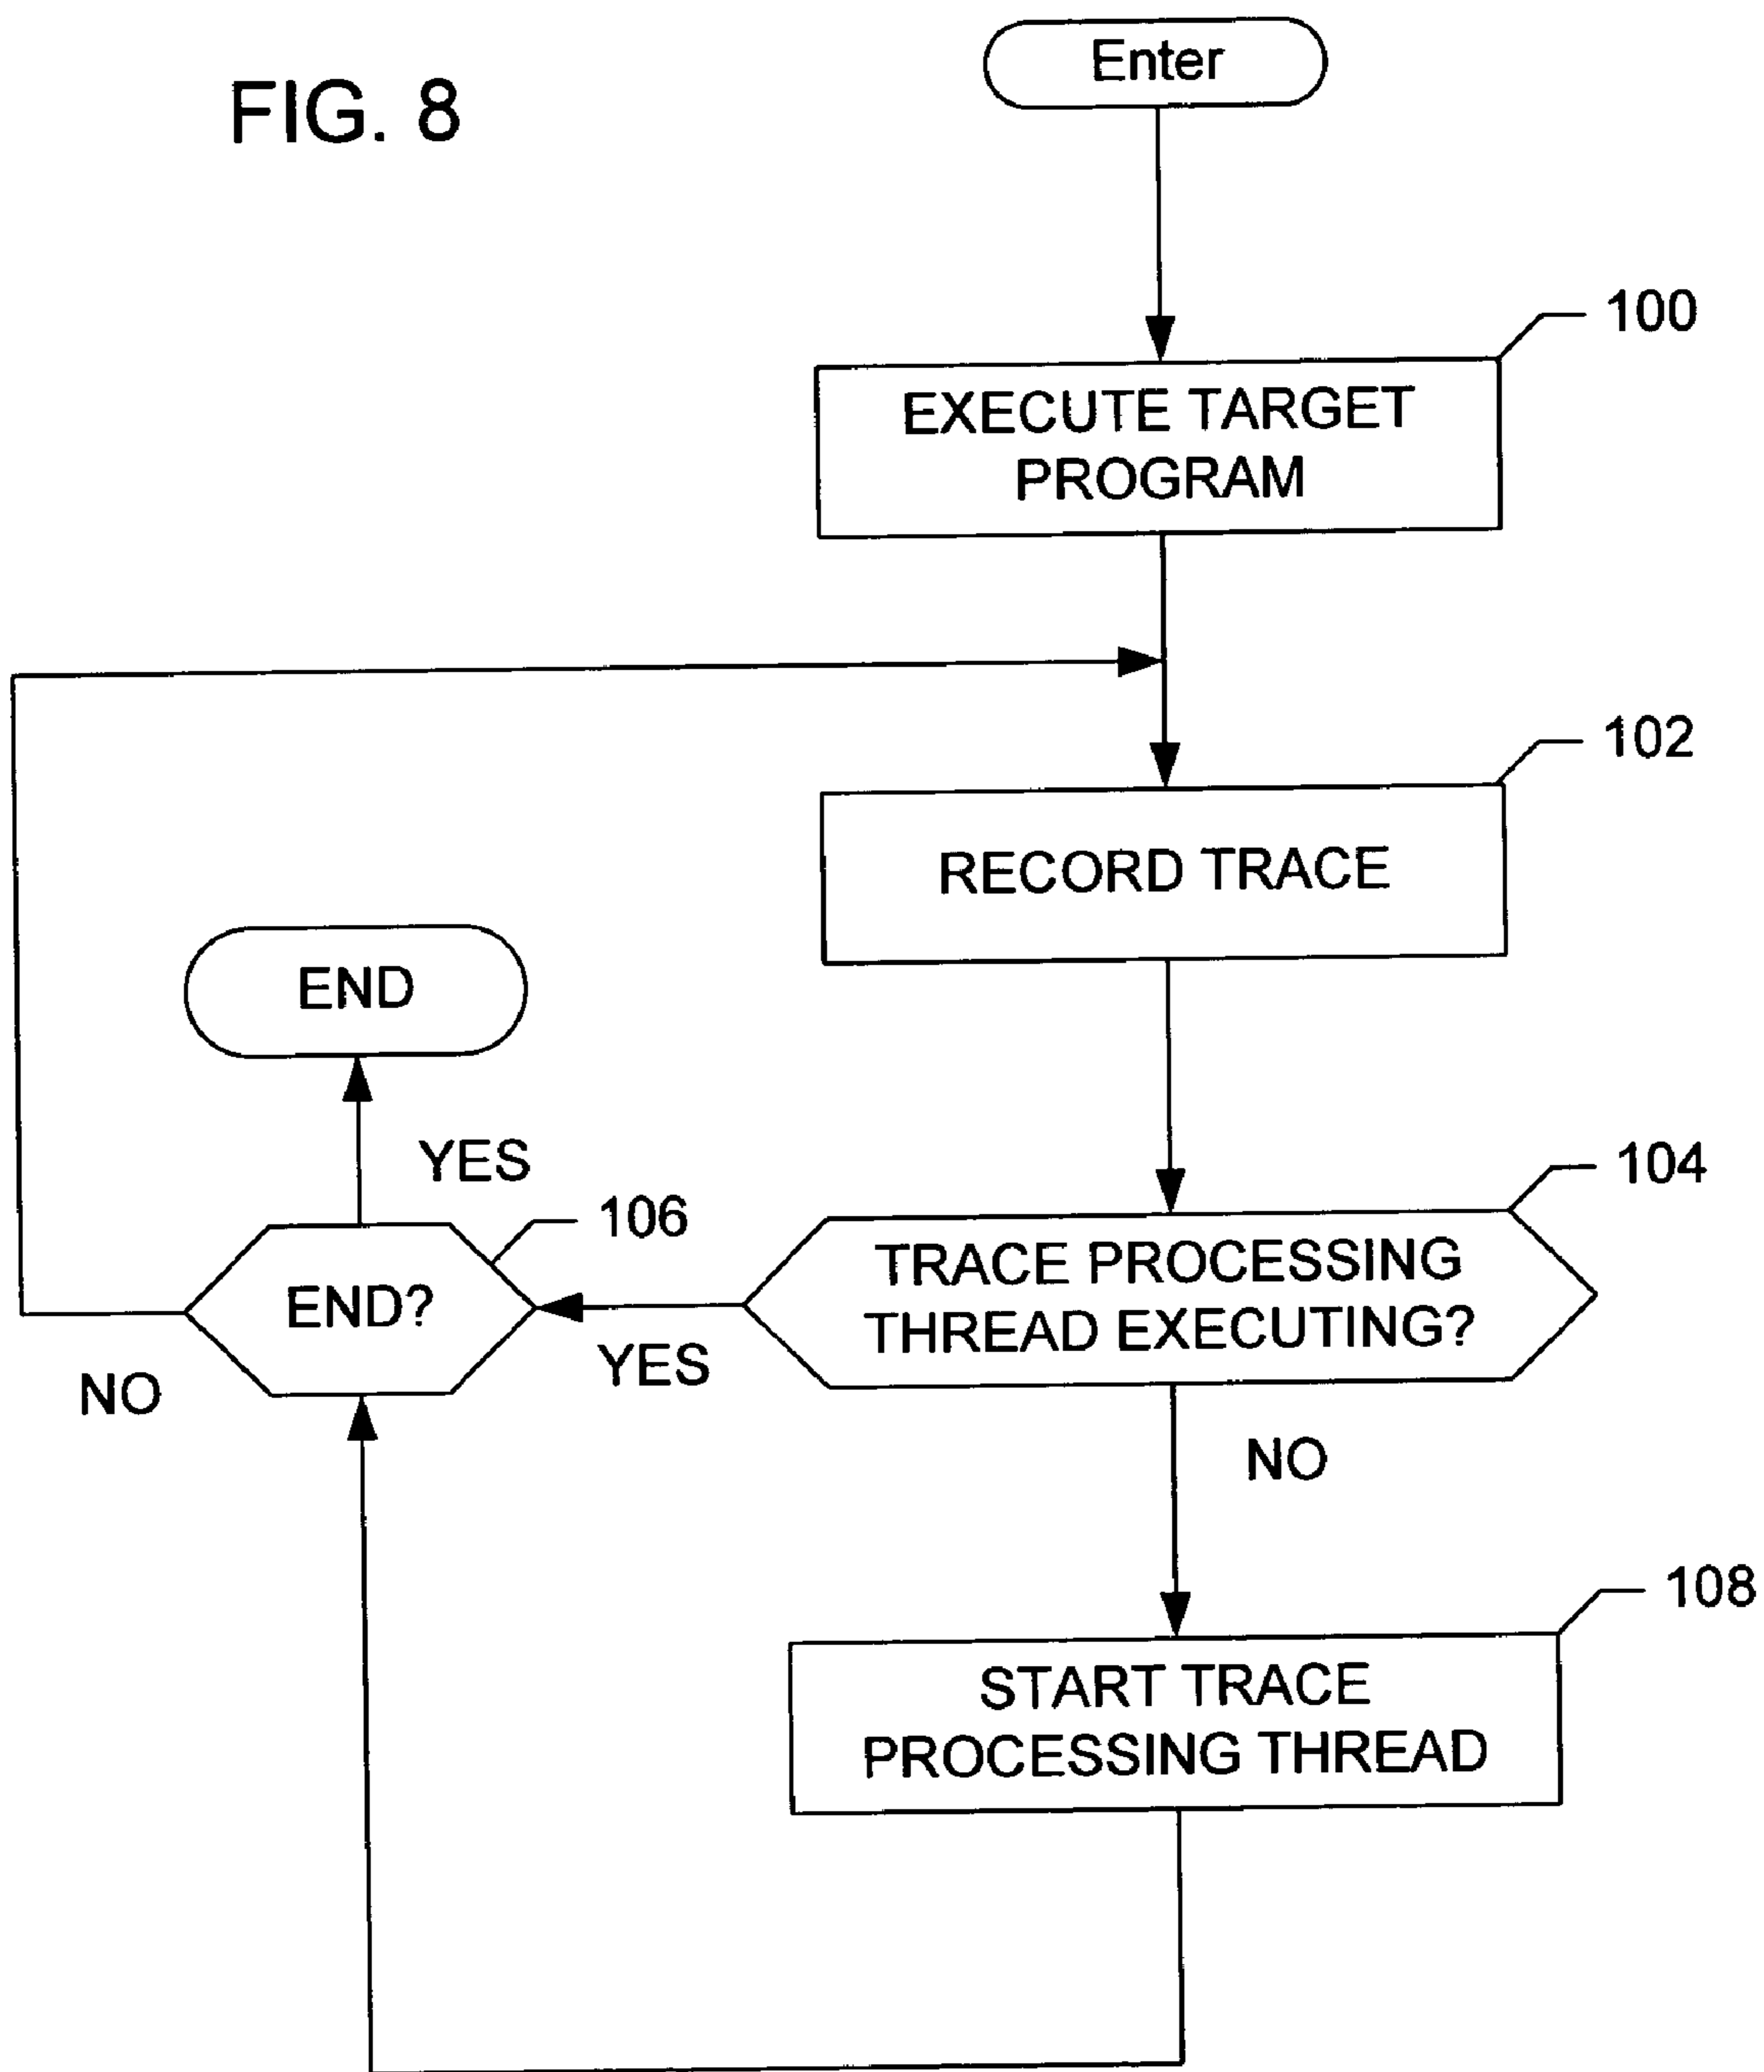 FIG. 8
Enter
100
EXECUTE TARGET
PROGRAM
102
RECORD TRACE
END
YES
104
106
TRACE PROCESSING
THREAD EXECUTING?
END?
YES
NO
NO
108
START TRACE
PROCESSING THREAD